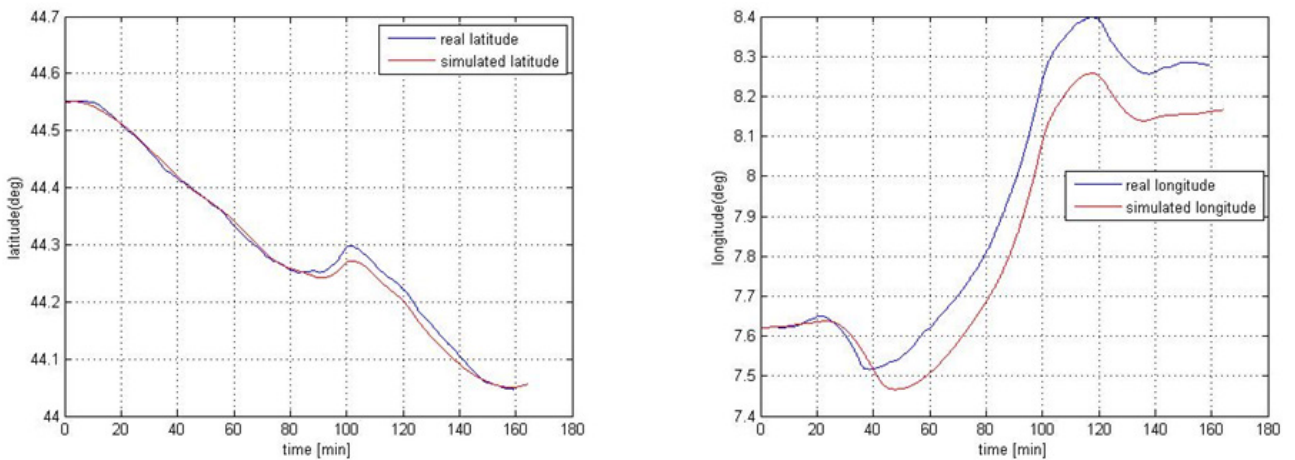 44.7
44.6
44.5
44.4
44.3
44.2
44.1
44
latitude(deg)
real latitude
simulated latitude
0 20 40 60 80 100 120 140 160 180
time [min]
8.4
8.3
8.2
8.1
8
7.9
7.8
7.7
7.6
7.5
7.4
longitude(deg)
real longitude
simulated longitude
0 20 40 60 80 100 120 140 160 180
time [min]